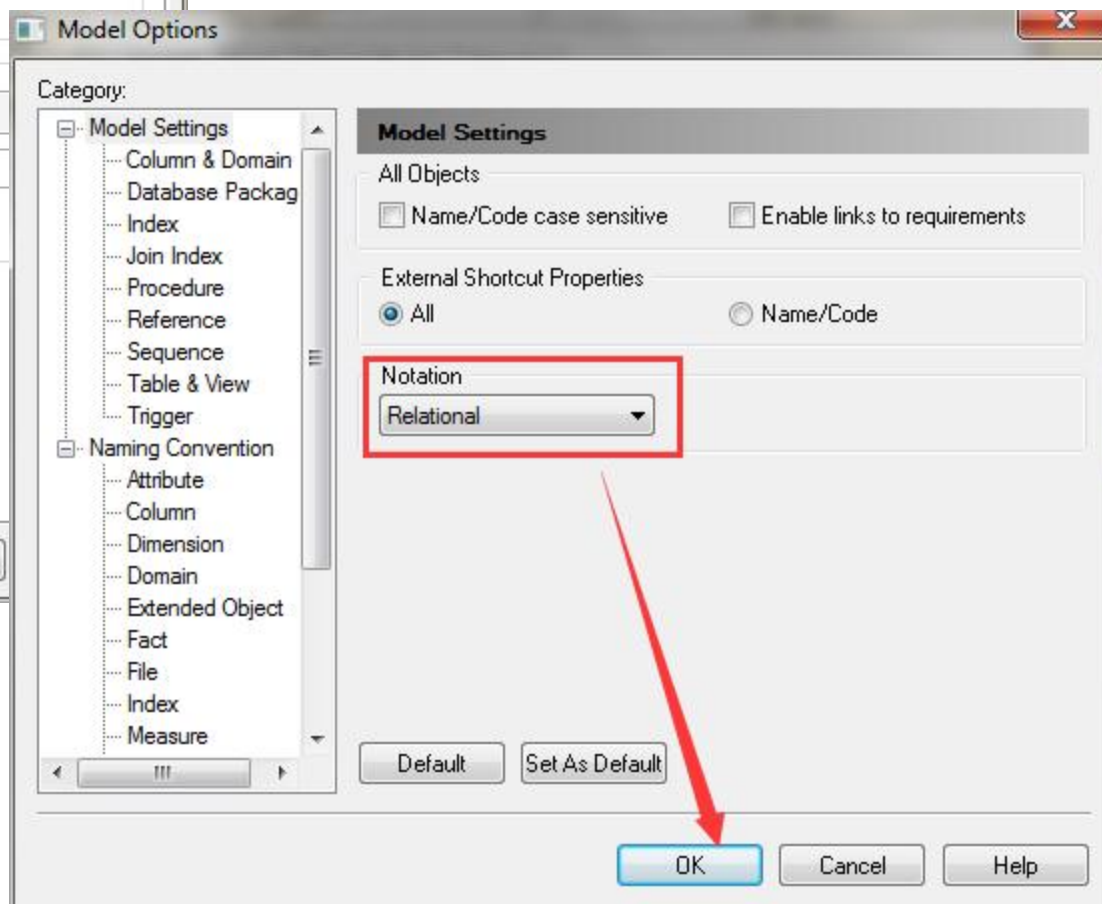 Model Options
Category:
Model Settings
Column & Domain
Database Packag
Index
Join Index
Procedure
Reference
Sequence
Table & View
Trigger
Naming Convention
Attribute
Column
Dimension
Domain
Extended Object
Fact
File
Index
Measure
Model Settings
All Objects
Name/Code case sensitive
Enable links to requirements
External Shortcut Properties
All
Name/Code
Notation
Relational
Default
Set As Default
OK
Cancel
Help